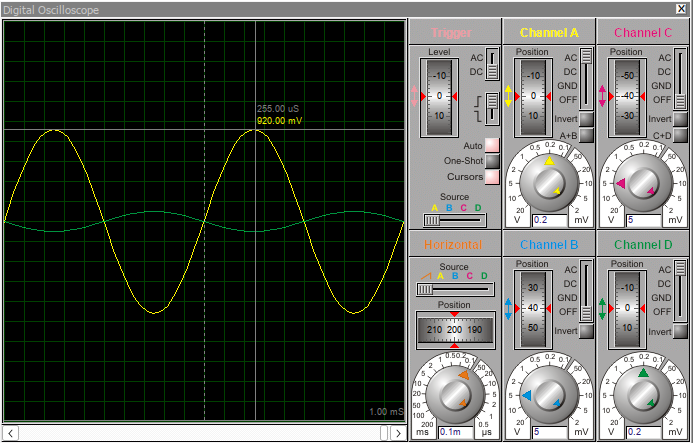 Digital Oscilloscope
X
255.00 uS
920.00 mV
1.00 mS
Trigger
Level
AC
DC
-10
0
10
Auto
One-Shot
Cursors
Source
A B C D
Channel A
Position
AC
DC
GND
OFF
-10
0
10
Invert
A+B
0.5 0.2 0.1
1 50
2 20
5 10
10 5
20 2
V 0.2 mV
Channel C
Position
AC
DC
GND
OFF
-50
-40
-30
Invert
C+D
0.5 0.2 0.1
1 50
2 20
5 10
10 5
20 2
V 5 mV
Horizontal
Source
A B C D
Position
210 200 190
0.5 0.2 0.1
1 50
2 20
5 10
10 5
20 2
50 1
100 0.5
200
ms 0.1m µs
Channel B
Position
AC
DC
GND
OFF
30
40
50
Invert
0.5 0.2 0.1
1 50
2 20
5 10
10 5
20 2
V 5 mV
Channel D
Position
AC
DC
GND
OFF
-10
0
10
Invert
0.5 0.2 0.1
1 50
2 20
5 10
10 5
20 2
V 0.2 mV